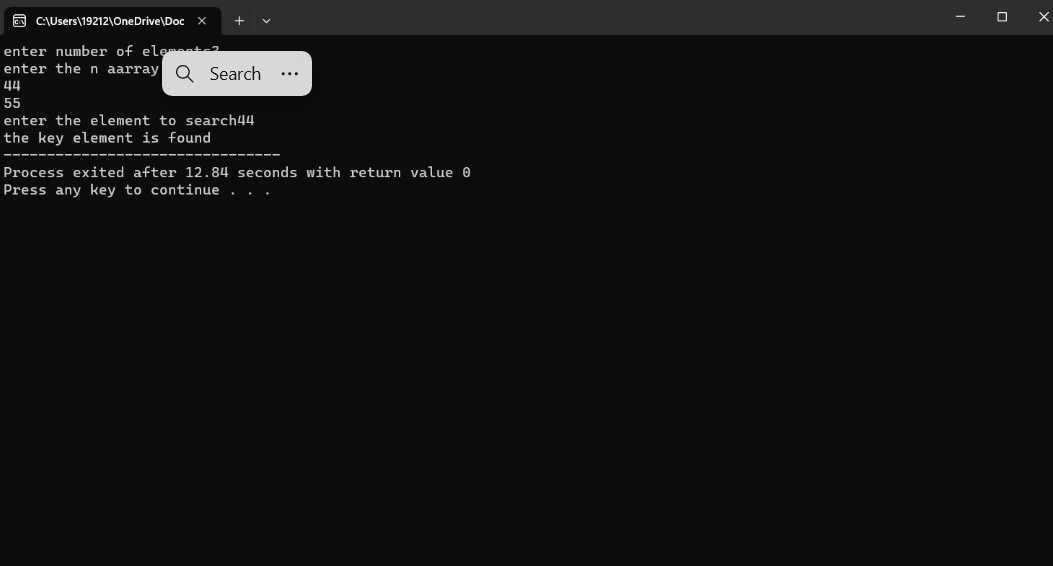 C:\Users\19212\OneDrive\Doc
enter number of elements
enter the n aarray
Search
44
55
enter the element to search44
the key element is found
--------------------------------
Process exited after 12.84 seconds with return value 0
Press any key to continue . . .